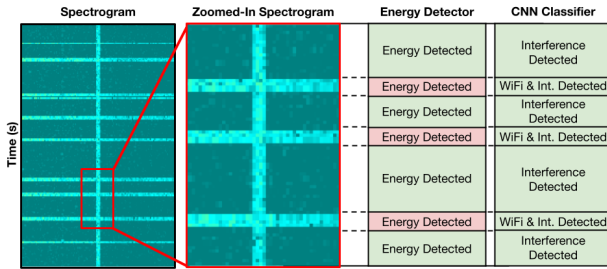 Spectrogram
Zoomed-In Spectrogram
Energy Detector
CNN Classifier
Time (s)
Energy Detected
Interference
Detected
Energy Detected
WiFi & Int. Detected
Energy Detected
Interference
Detected
Energy Detected
WiFi & Int. Detected
Energy Detected
Interference
Detected
Energy Detected
WiFi & Int. Detected
Energy Detected
Interference
Detected